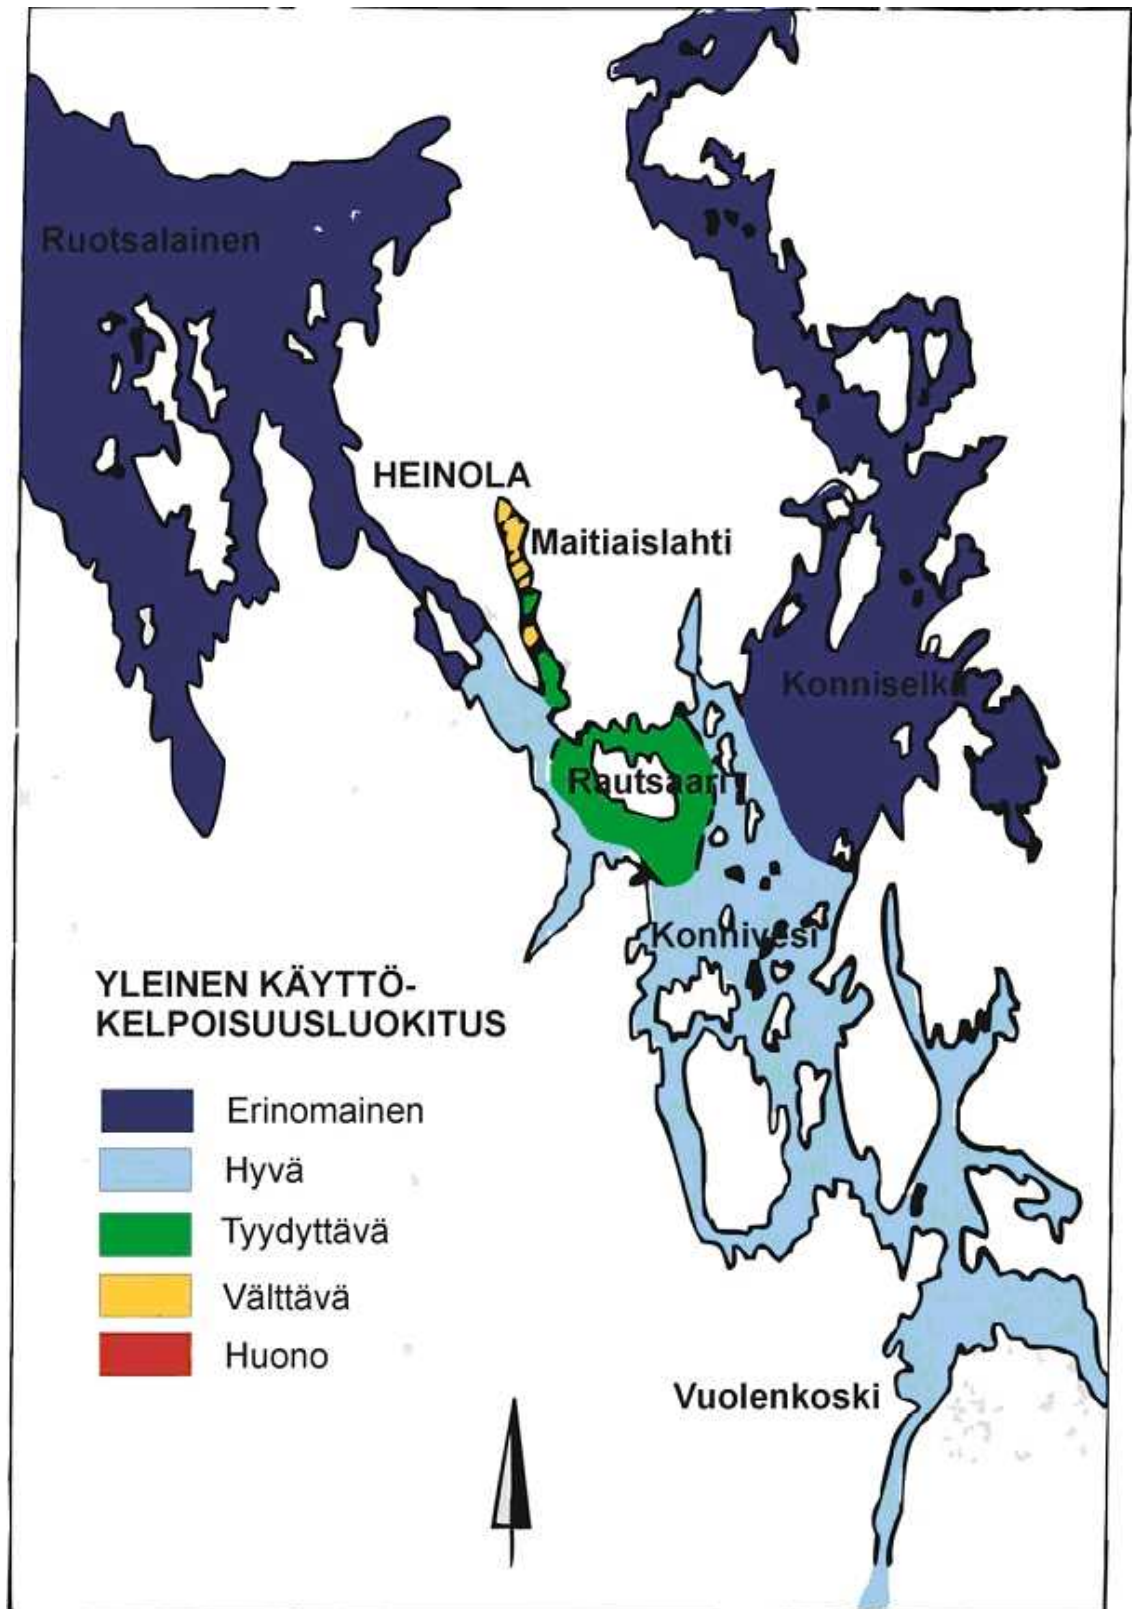 Ruotsalainen
HEINOLA
Maitiaislahti
Konniselkä
Rautsaari
Konnivesi
YLEINEN KÄYTTÖ-
KELPOISUUSLUOKITUS
Erinomainen
Hyvä
Tyydyttävä
Välttävä
Huono
Vuolenkoski